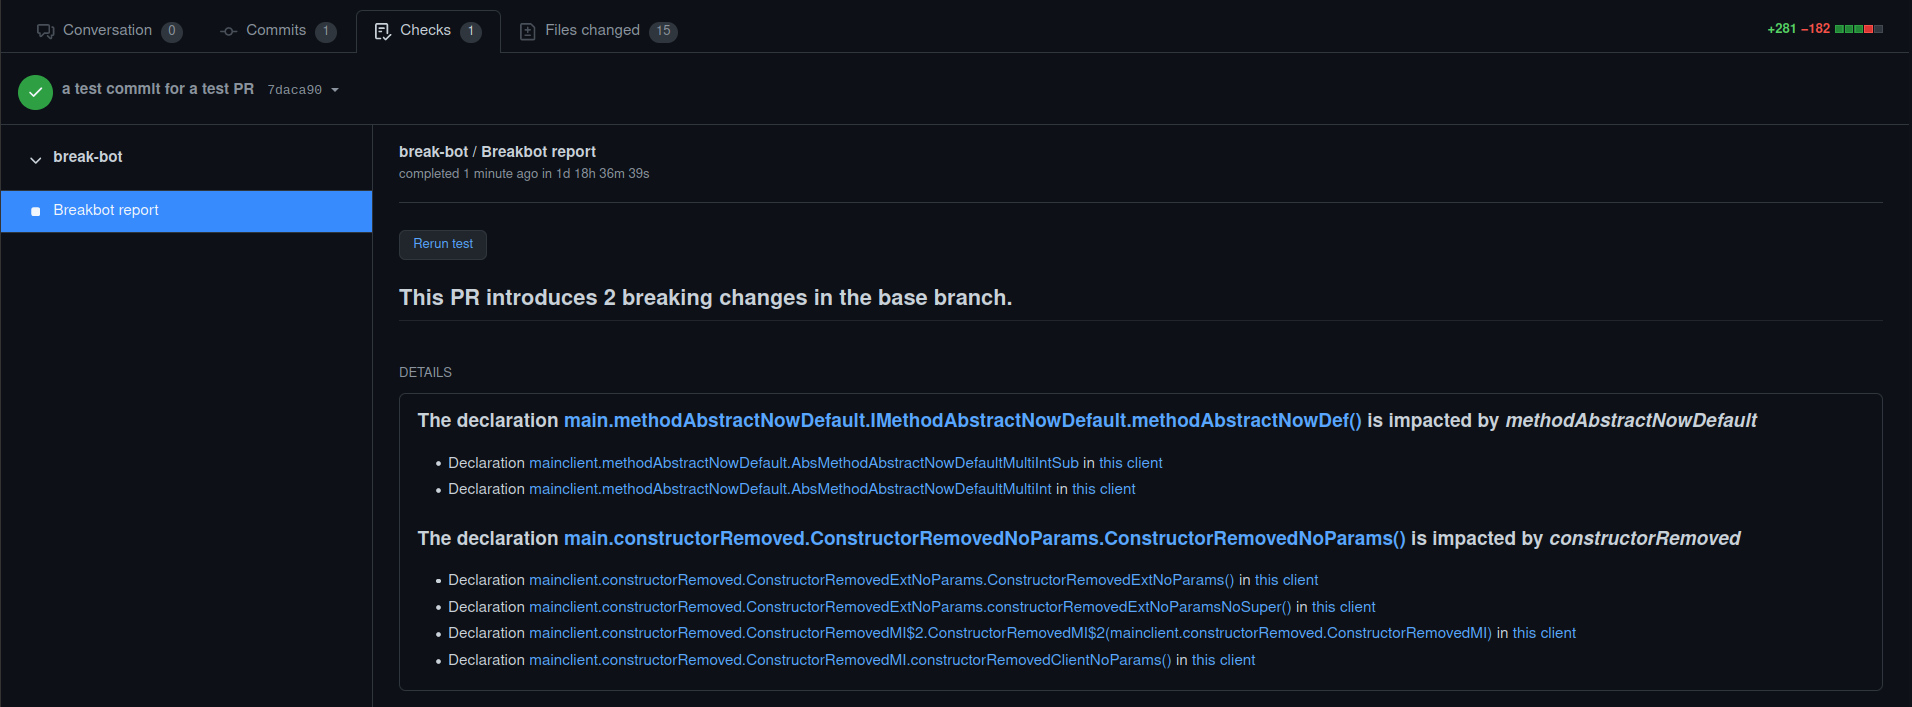 Conversation 0 Commits 1 Checks 1 Files changed 15 +281 −182
a test commit for a test PR 7daca90
break-bot
Breakbot report
break-bot / Breakbot report
completed 1 minute ago in 1d 18h 36m 39s
Rerun test
This PR introduces 2 breaking changes in the base branch.
DETAILS
The declaration main.methodAbstractNowDefault.IMethodAbstractNowDefault.methodAbstractNowDef() is impacted by methodAbstractNowDefault
• Declaration mainclient.methodAbstractNowDefault.AbsMethodAbstractNowDefaultMultiIntSub in this client
• Declaration mainclient.methodAbstractNowDefault.AbsMethodAbstractNowDefaultMultiInt in this client
The declaration main.constructorRemoved.ConstructorRemovedNoParams.ConstructorRemovedNoParams() is impacted by constructorRemoved
• Declaration mainclient.constructorRemoved.ConstructorRemovedExtNoParams.ConstructorRemovedExtNoParams() in this client
• Declaration mainclient.constructorRemoved.ConstructorRemovedExtNoParams.constructorRemovedExtNoParamsNoSuper() in this client
• Declaration mainclient.constructorRemoved.ConstructorRemovedMI$2.ConstructorRemovedMI$2(mainclient.constructorRemoved.ConstructorRemovedMI) in this client
• Declaration mainclient.constructorRemoved.ConstructorRemovedMI.constructorRemovedClientNoParams() in this client